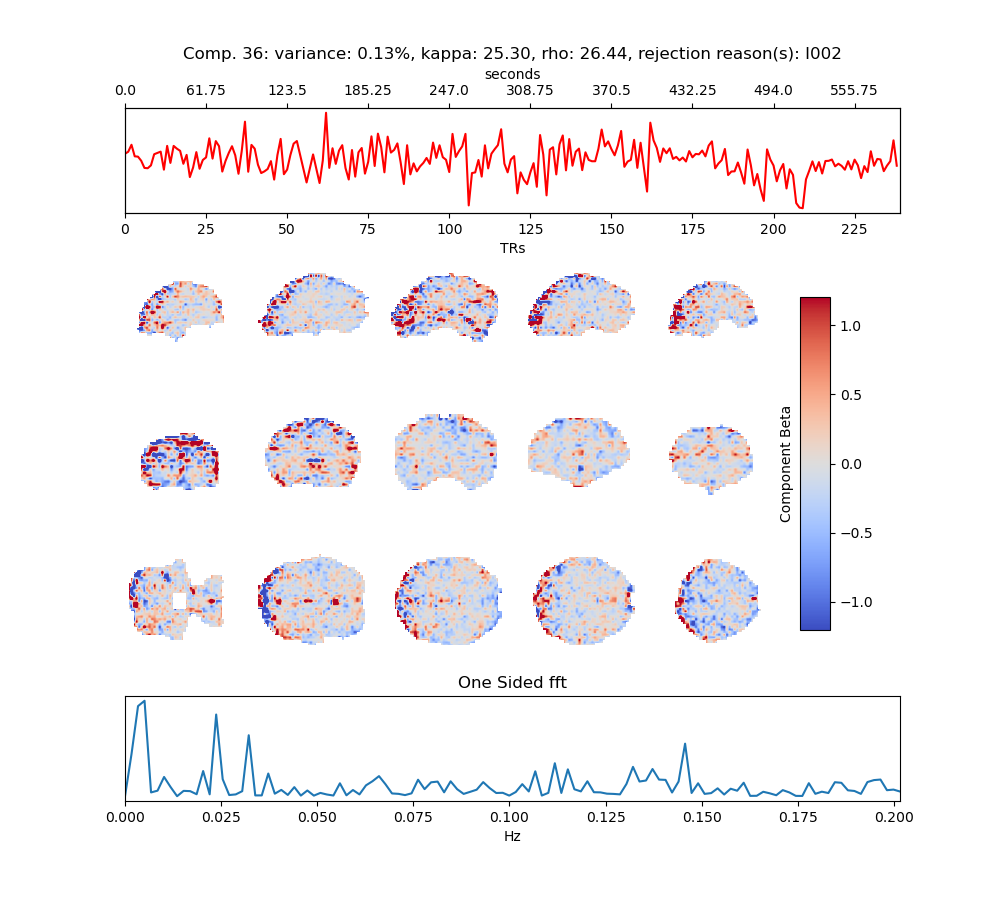 Comp. 36: variance: 0.13%, kappa: 25.30, rho: 26.44, rejection reason(s): I002
seconds
0.0 61.75 123.5 185.25 247.0 308.75 370.5 432.25 494.0 555.75
0 25 50 75 100 125 150 175 200 225
TRs
1.0
0.5
0.0
−0.5
−1.0
Component Beta
One Sided fft
0.000 0.025 0.050 0.075 0.100 0.125 0.150 0.175 0.200
Hz